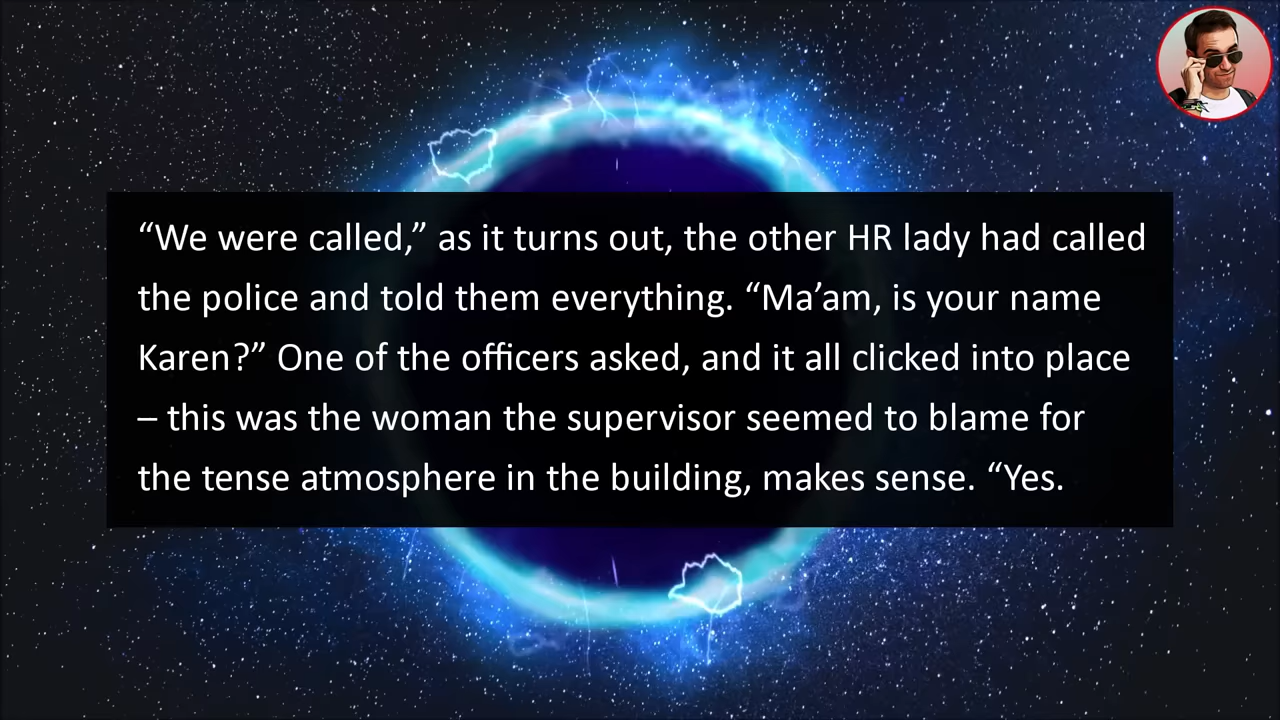 “We were called,” as it turns out, the other HR lady had called
the police and told them everything. “Ma’am, is your name
Karen?” One of the officers asked, and it all clicked into place
– this was the woman the supervisor seemed to blame for
the tense atmosphere in the building, makes sense. “Yes.